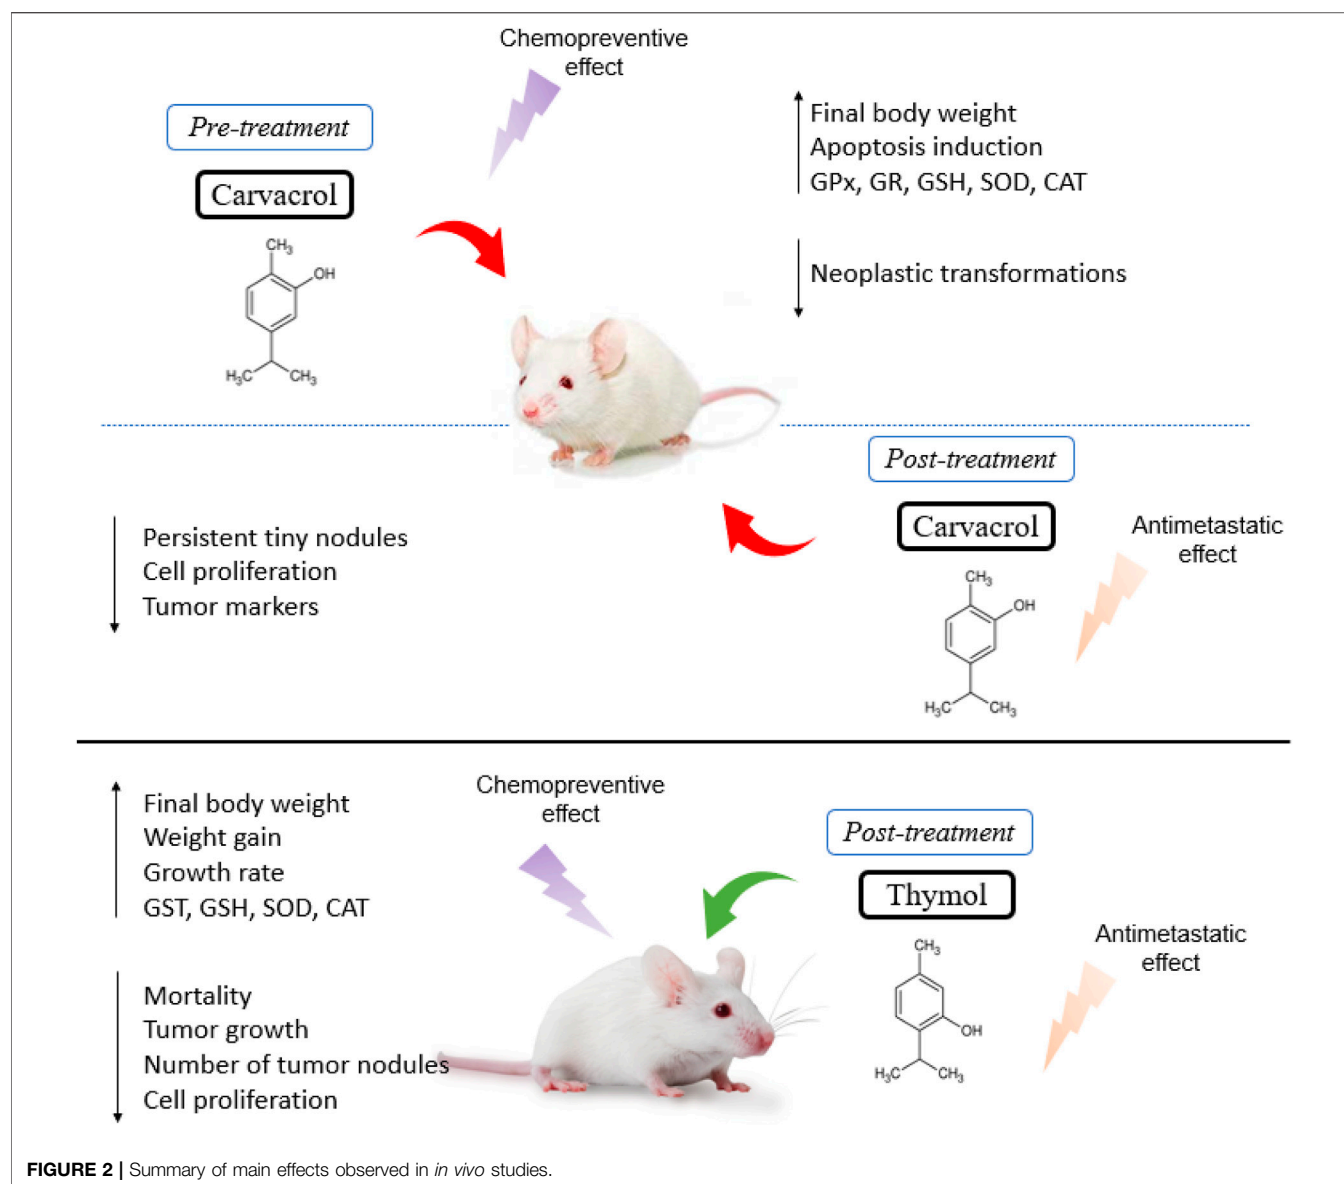 Chemopreventive
effect
Pre-treatment
Carvacrol
CH3
OH
H3C
CH3
Final body weight
Apoptosis induction
GPx, GR, GSH, SOD, CAT
Neoplastic transformations
Post-treatment
Carvacrol
CH3
OH
H3C
CH3
Antimetastatic
effect
Persistent tiny nodules
Cell proliferation
Tumor markers
Final body weight
Weight gain
Growth rate
GST, GSH, SOD, CAT
Mortality
Tumor growth
Number of tumor nodules
Cell proliferation
Chemopreventive
effect
Post-treatment
Thymol
CH3
OH
H3C
CH3
Antimetastatic
effect
FIGURE 2 | Summary of main effects observed in in vivo studies.